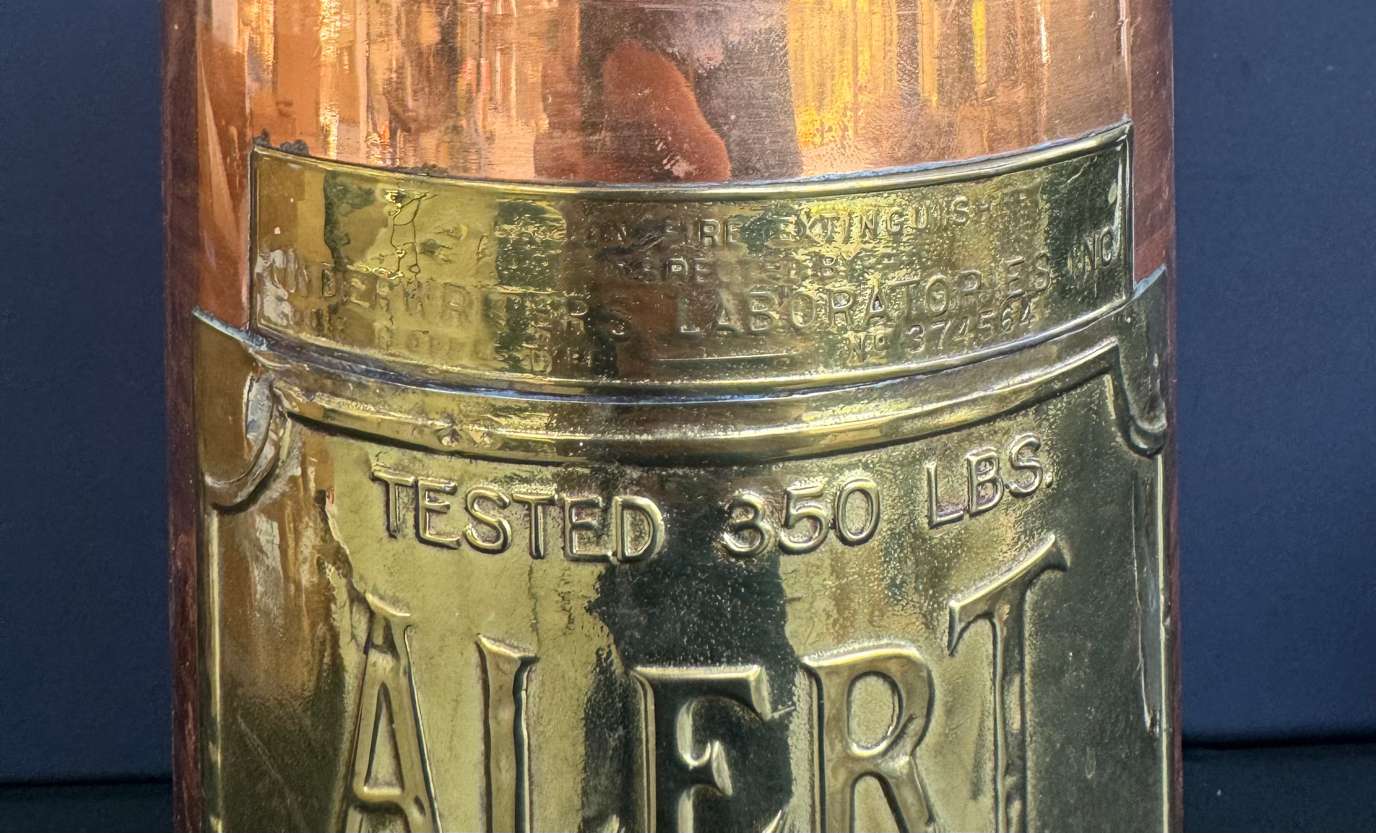 FIRE EXTINGUISHER
UNDERWRITERS LABORATORIES INC.
No 374564
TESTED 350 LBS.
ALERT